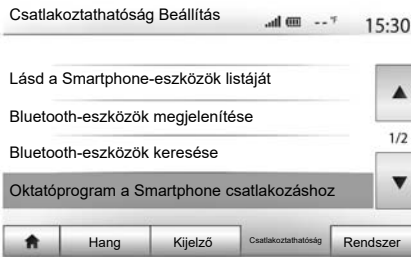 Csatlakoztathatóság Beállítás
-- °F
15:30
Lásd a Smartphone-eszközök listáját
Bluetooth-eszközök megjelenítése
1/2
Bluetooth-eszközök keresése
Oktatóprogram a Smartphone csatlakozáshoz
Hang
Kijelző
Csatlakoztathatóság
Rendszer